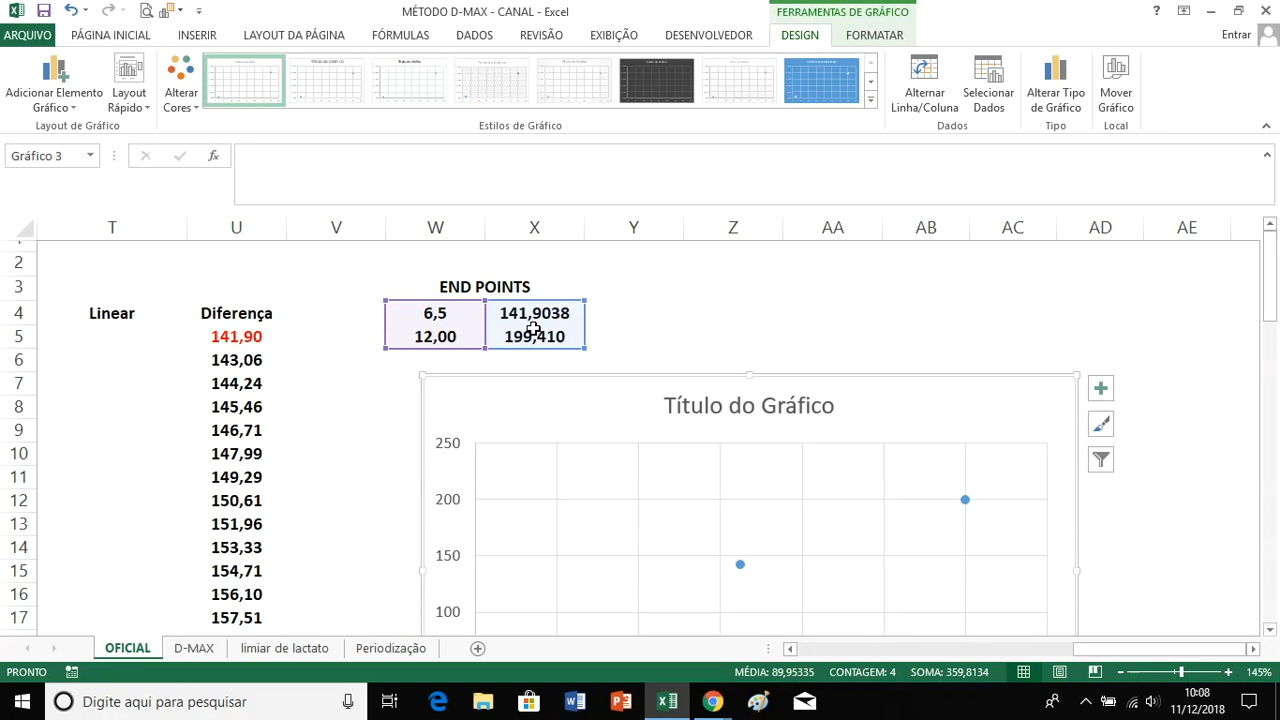 MÉTODO D-MAX - CANAL - Excel
FERRAMENTAS DE GRÁFICO
?
ARQUIVO PÁGINA INICIAL INSERIR LAYOUT DA PÁGINA FÓRMULAS DADOS REVISÃO EXIBIÇÃO DESENVOLVEDOR DESIGN FORMATAR Entrar
Adicionar Elemento Gráfico
Layout Rápido
Alterar Cores
Alternar Linha/Coluna
Selecionar Dados
Alterar Tipo de Gráfico
Mover Gráfico
Layout de Gráfico
Estilos de Gráfico
Dados
Tipo
Local
Gráfico 3
fx
T U V W X Y Z AA AB AC AD AE
2
3 END POINTS
4 Linear Diferença 6,5 141,9038
5 141,90 12,00 199,410
6 143,06
7 144,24
8 145,46
9 146,71
10 147,99
11 149,29
12 150,61
13 151,96
14 153,33
15 154,71
16 156,10
17 157,51
Título do Gráfico
250
200
150
100
OFICIAL D-MAX limiar de lactato Periodização
PRONTO MÉDIA: 89,95335 CONTAGEM: 4 SOMA: 359,8134 145%
Digite aqui para pesquisar
10:08
11/12/2018